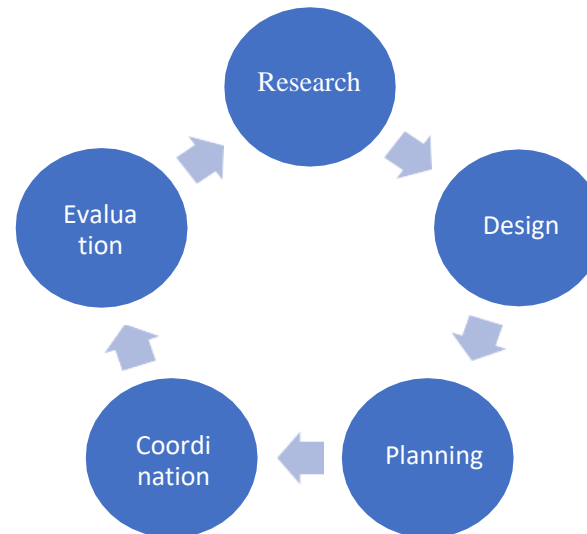 Research
Design
Planning
Coordi
nation
Evalua
tion